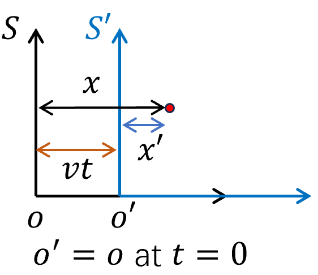 S S′
x
x′
vt
o o′
o′ = o at t = 0